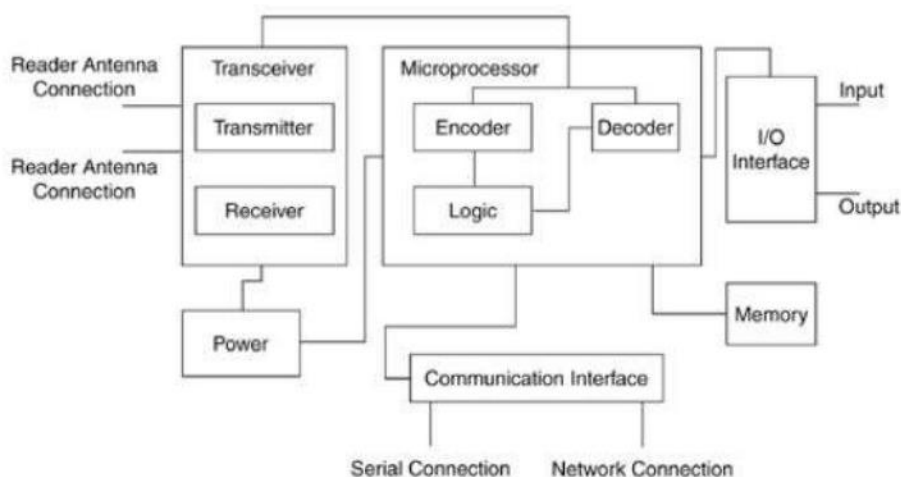 Reader Antenna
Connection
Reader Antenna
Connection
Transceiver
Transmitter
Receiver
Power
Microprocessor
Encoder
Decoder
Logic
I/O
Interface
Input
Output
Memory
Communication Interface
Serial Connection
Network Connection